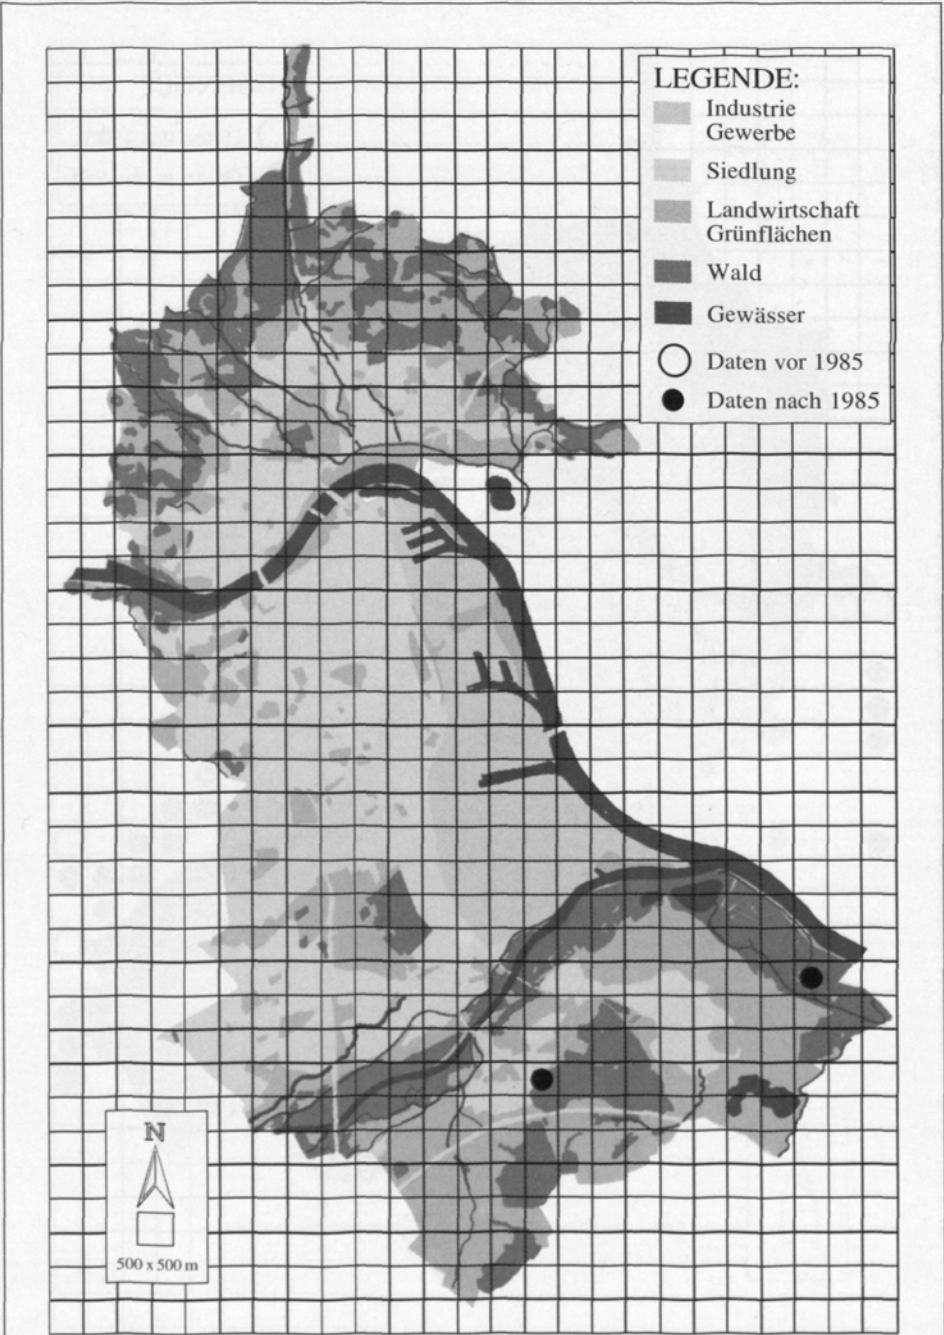 LEGENDE:
Industrie
Gewerbe
Siedlung
Landwirtschaft
Grünflächen
Wald
Gewässer
Daten vor 1985
Daten nach 1985
N
500 x 500 m